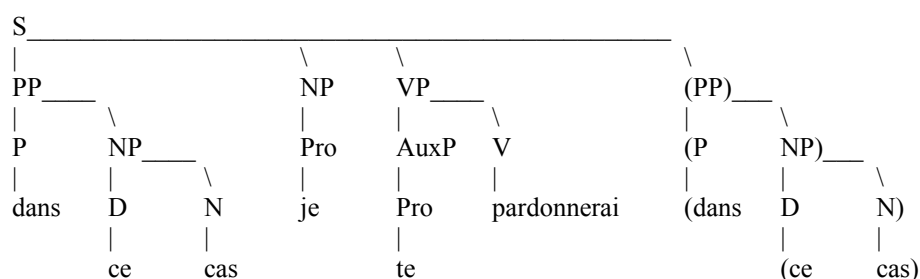 S
PP NP VP (PP)
P NP Pro AuxP V (P NP)
dans D N je Pro pardonnerai (dans D N)
ce cas te (ce cas)